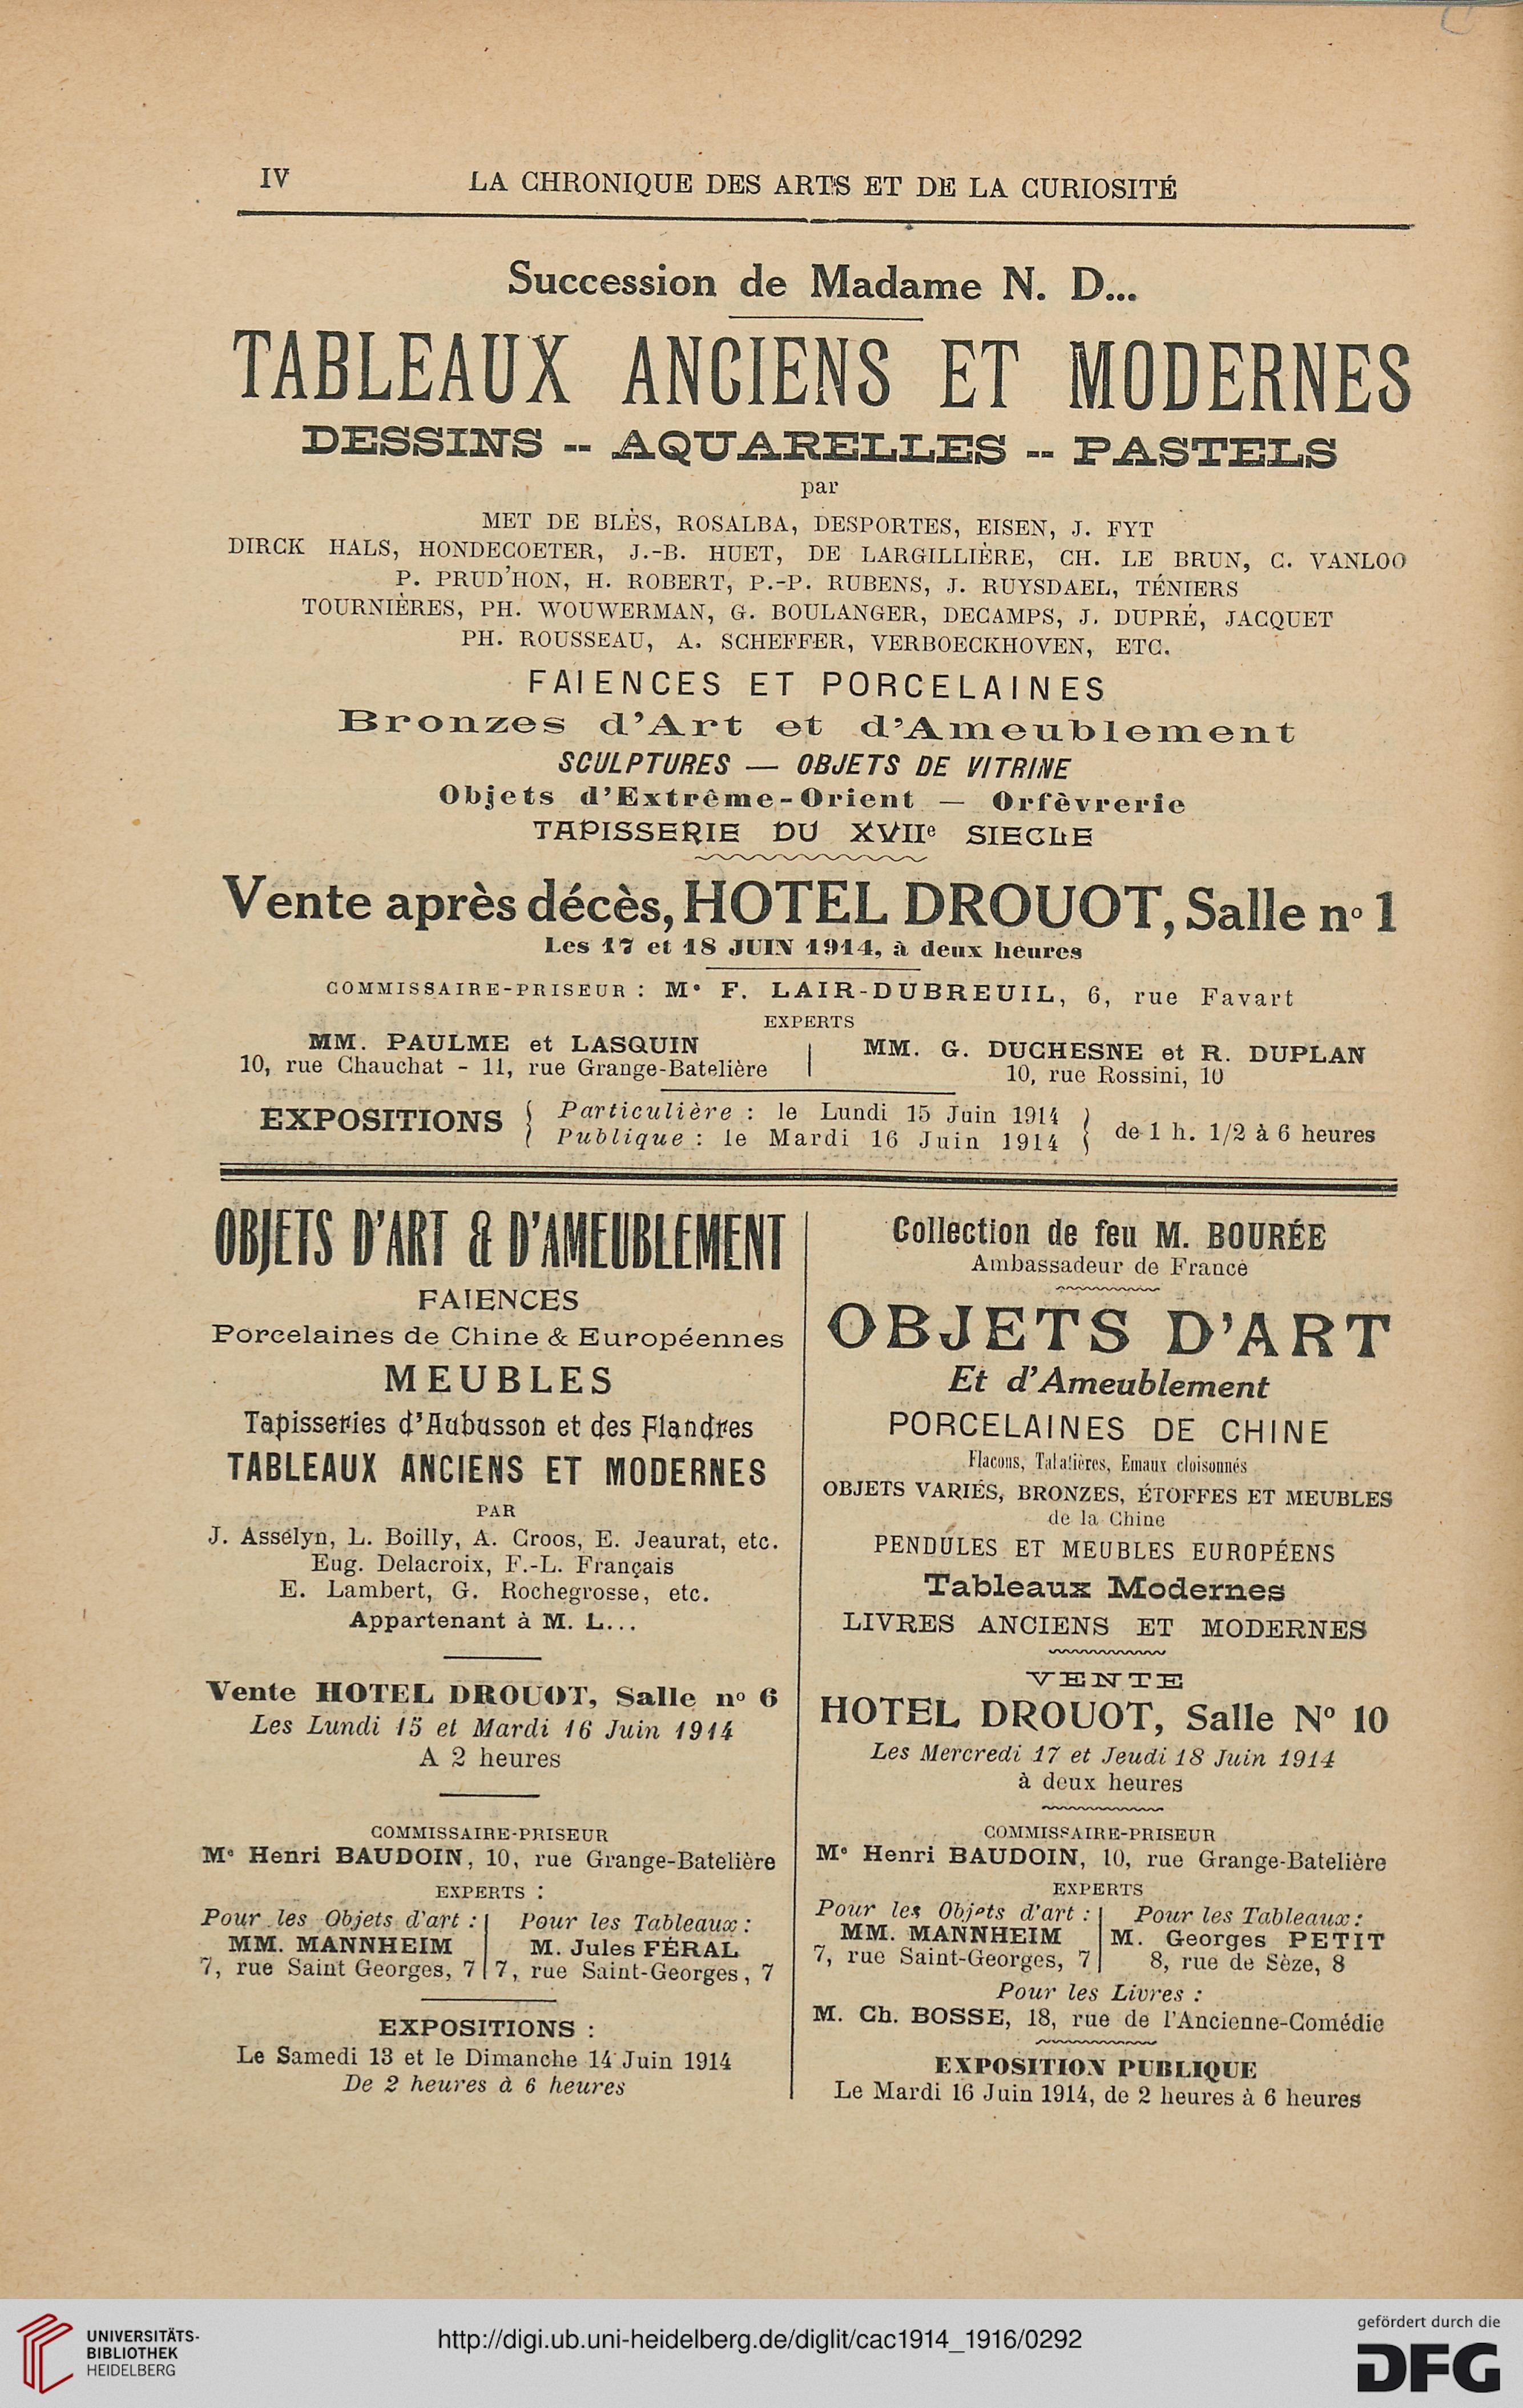 IV
LA CHRONIQUE DES ARTS ET DE LA CURIOSITÉ
Succession de Madame N. D...
TABLEAUX ANCIENS ET MODERNES
DESSINS -- AQUARELLES -- PASTELS
par
MET DE BLÈS, ROSALBA, DESPORTES, EISEN, J. FYT
DIRCK HALS, HONDECOETER, J.-B. HUET, DE LARGILLIÈRE, CH. LE BRUN, C. VANLOO
P. PRUD'HON, H. ROBERT, P.-P. RUBENS, J. RUYSDAEL, TÉNIERS
TOURNIÈRES, PH. WOUWERMAN, G. BOULANGER, DECAMPS, J. DUPRÉ, JACQUET
PH. ROUSSEAU, A. SCHEFFER, VERBOECKHOVEN, ETC.
FAIENCES ET PORCELAINES
Bronzes d'Art et d'Ameublement
SCULPTURES — OBJETS DE VITRINE
Objets d'Extrême-Orient — Orfèvrerie
TAPISSERIE DU XVIIe SIECLE
Vente après décès, HOTEL DROUOT, Salle no 1
Les 17 et 18 JUIN 1914, à deux heures
COMMISSAIRE-PRISEUR : Me F. LAIR-DUBREUIL, 6, rue Favart
EXPERTS
MM. PAULME et LASQUIN
10, rue Chauchat - 11, rue Grange-Batelière
MM. G. DUCHESNE et R. DUPLAN
10, rue Rossini, 10
EXPOSITIONS { Particulière : le Lundi 15 Juin 1914 }
Publique : le Mardi 16 Juin 1914
de 1 h. 1/2 à 6 heures
OBJETS D'ART & D'AMEUBLEMENT
FAIENCES
Porcelaines de Chine & Européennes
MEUBLES
Tapisseries d'Aubusson et des Flandres
TABLEAUX ANCIENS ET MODERNES
PAR
J. Assélyn, L. Boilly, A. Croos, E. Jeaurat, etc.
Eug. Delacroix, F.-L. Français
E. Lambert, G. Rochegrosse, etc.
Appartenant à M. L...
Vente HOTEL DROUOT, Salle no 6
Les Lundi 15 et Mardi 16 Juin 1914
A 2 heures
COMMISSAIRE-PRISEUR
Me Henri BAUDOIN, 10, rue Grange-Batelière
EXPERTS :
Pour les Objets d'art :
MM. MANNHEIM
7, rue Saint Georges, 7
Pour les Tableaux :
M. Jules FÉRAL
7, rue Saint-Georges, 7
EXPOSITIONS :
Le Samedi 13 et le Dimanche 14 Juin 1914
De 2 heures à 6 heures
Collection de feu M. BOURÉE
Ambassadeur de France
OBJETS D'ART
Et d'Ameublement
PORCELAINES DE CHINE
Flacons, Tabatières, Emaux cloisonnés
OBJETS VARIÉS, BRONZES, ÉTOFFES ET MEUBLES
de la Chine
PENDULES ET MEUBLES EUROPÉENS
Tableaux Modernes
LIVRES ANCIENS ET MODERNES
VENTE
HOTEL DROUOT, Salle No 10
Les Mercredi 17 et Jeudi 18 Juin 1914
à deux heures
COMMISSAIRE-PRISEUR
Me Henri BAUDOIN, 10, rue Grange-Batelière
EXPERTS
Pour les Objets d'art :
MM. MANNHEIM
7, rue Saint-Georges, 7
Pour les Tableaux :
M. Georges PETIT
8, rue de Sèze, 8
Pour les Livres :
M. Ch. BOSSE, 18, rue de l'Ancienne-Comédie
EXPOSITION PUBLIQUE
Le Mardi 16 Juin 1914, de 2 heures à 6 heures
UNIVERSITÄTS-
BIBLIOTHEK
HEIDELBERG
http://digi.ub.uni-heidelberg.de/diglit/cac1914_1916/0292
gefördert durch die
DFG